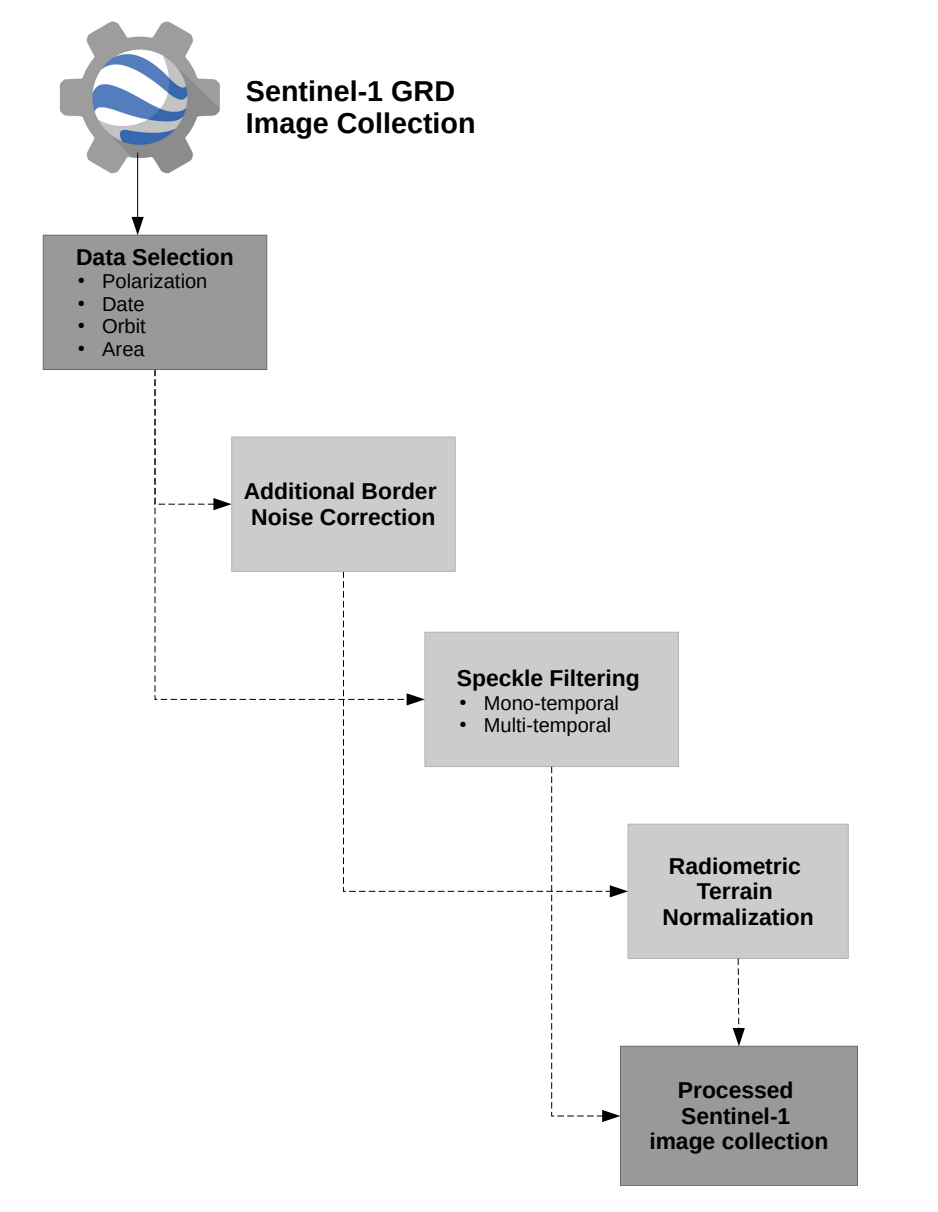 Sentinel-1 GRD
Image Collection
Data Selection
• Polarization
• Date
• Orbit
• Area
Additional Border
Noise Correction
Speckle Filtering
• Mono-temporal
• Multi-temporal
Radiometric
Terrain
Normalization
Processed
Sentinel-1
image collection